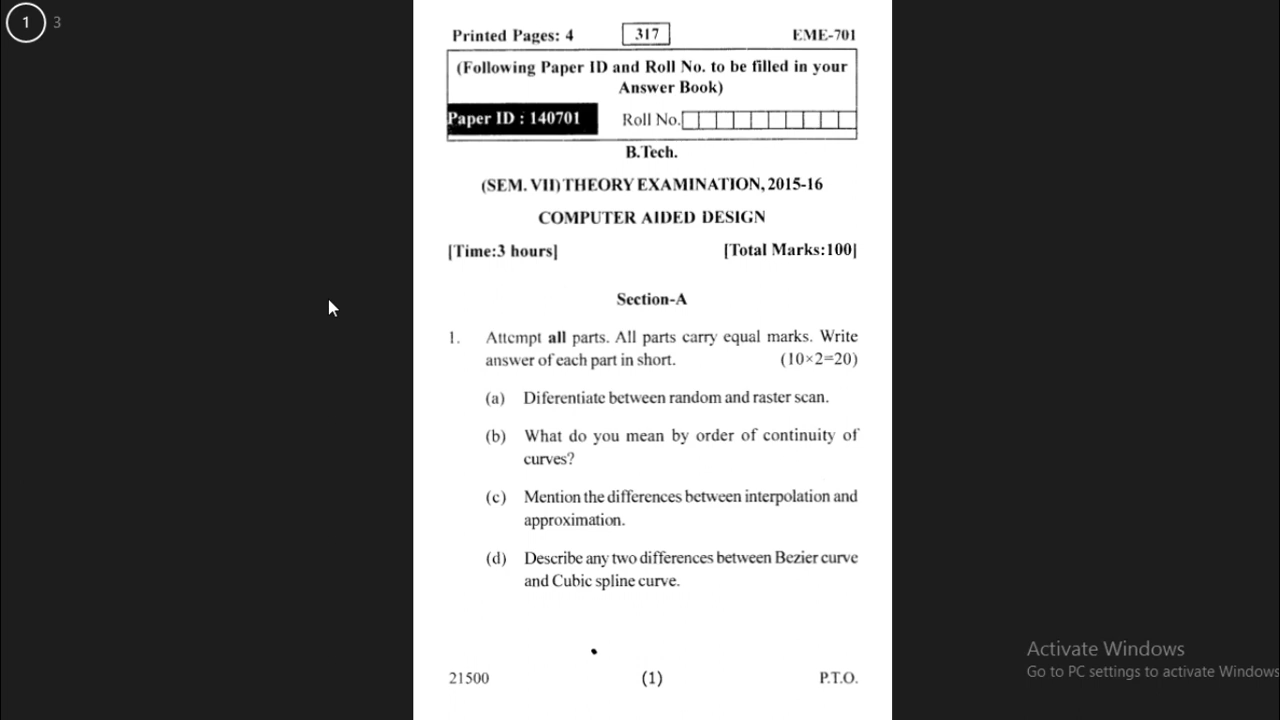 1 3
Printed Pages: 4 317 EME-701
(Following Paper ID and Roll No. to be filled in your
Answer Book)
Paper ID : 140701 Roll No.
B.Tech.
(SEM. VII) THEORY EXAMINATION, 2015-16
COMPUTER AIDED DESIGN
[Time:3 hours] [Total Marks:100]
Section-A
1. Attempt all parts. All parts carry equal marks. Write
answer of each part in short. (10×2=20)
(a) Diferentiate between random and raster scan.
(b) What do you mean by order of continuity of
curves?
(c) Mention the differences between interpolation and
approximation.
(d) Describe any two differences between Bezier curve
and Cubic spline curve.
21500 (1) P.T.O.
Activate Windows
Go to PC settings to activate Windows